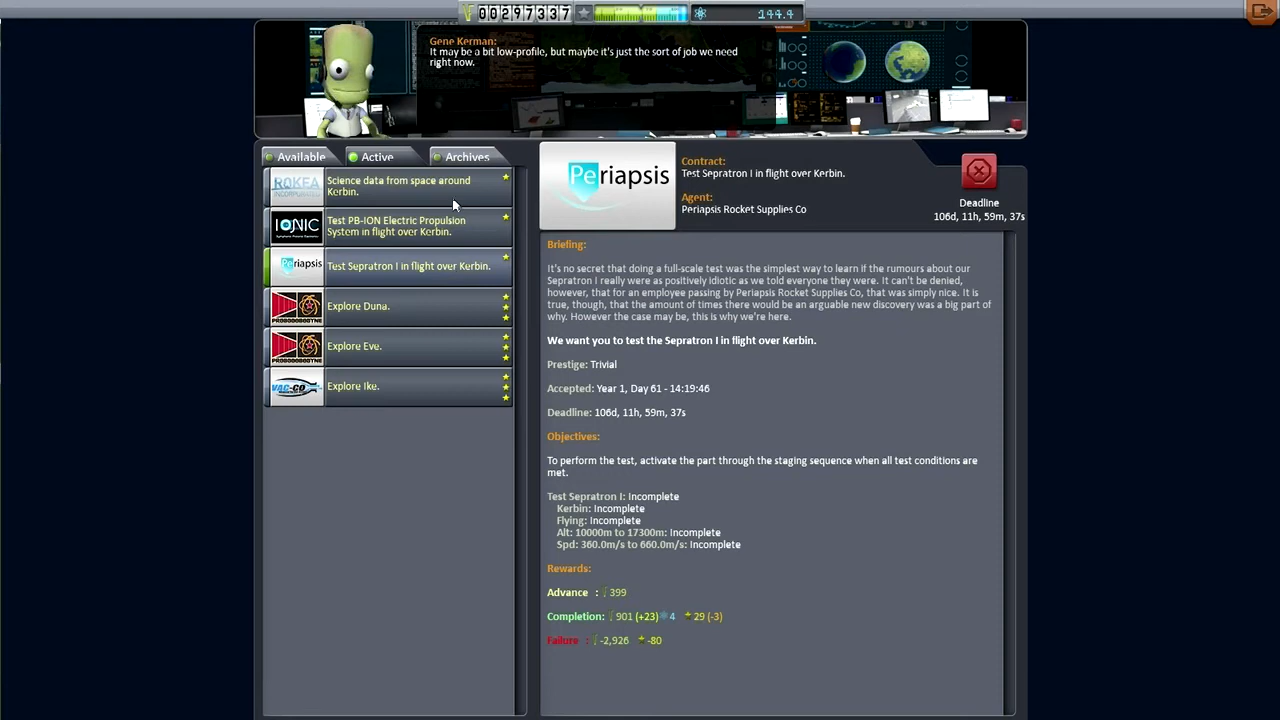 00297337
144.4
Gene Kerman:
It may be a bit low-profile, but maybe it's just the sort of job we need
right now.
Available
Active
Archives
ROKEA
INCORPORATED
Science data from space around
Kerbin.
IONIC
Test PB-ION Electric Propulsion
System in flight over Kerbin.
Periapsis
Test Sepratron I in flight over Kerbin.
PROBODOBODYNE
Explore Duna.
PROBODOBODYNE
Explore Eve.
VAC-CO
Explore Ike.
Periapsis
Contract:
Test Sepratron I in flight over Kerbin.
Agent:
Periapsis Rocket Supplies Co
Deadline
106d, 11h, 59m, 37s
Briefing:
It's no secret that doing a full-scale test was the simplest way to learn if the rumours about our
Sepratron I really were as positively idiotic as we told everyone they were. It can't be denied,
however, that for an employee passing by Periapsis Rocket Supplies Co, that was simply nice. It is
true, though, that the amount of times there would be an arguable new discovery was a big part of
why. However the case may be, this is why we're here.
We want you to test the Sepratron I in flight over Kerbin.
Prestige: Trivial
Accepted: Year 1, Day 61 - 14:19:46
Deadline: 106d, 11h, 59m, 37s
Objectives:
To perform the test, activate the part through the staging sequence when all test conditions are
met.
Test Sepratron I: Incomplete
Kerbin: Incomplete
Flying: Incomplete
Alt: 10000m to 17300m: Incomplete
Spd: 360.0m/s to 660.0m/s: Incomplete
Rewards:
Advance : 399
Completion: 901 (+23) 4 29 (-3)
Failure : -2,926 -80